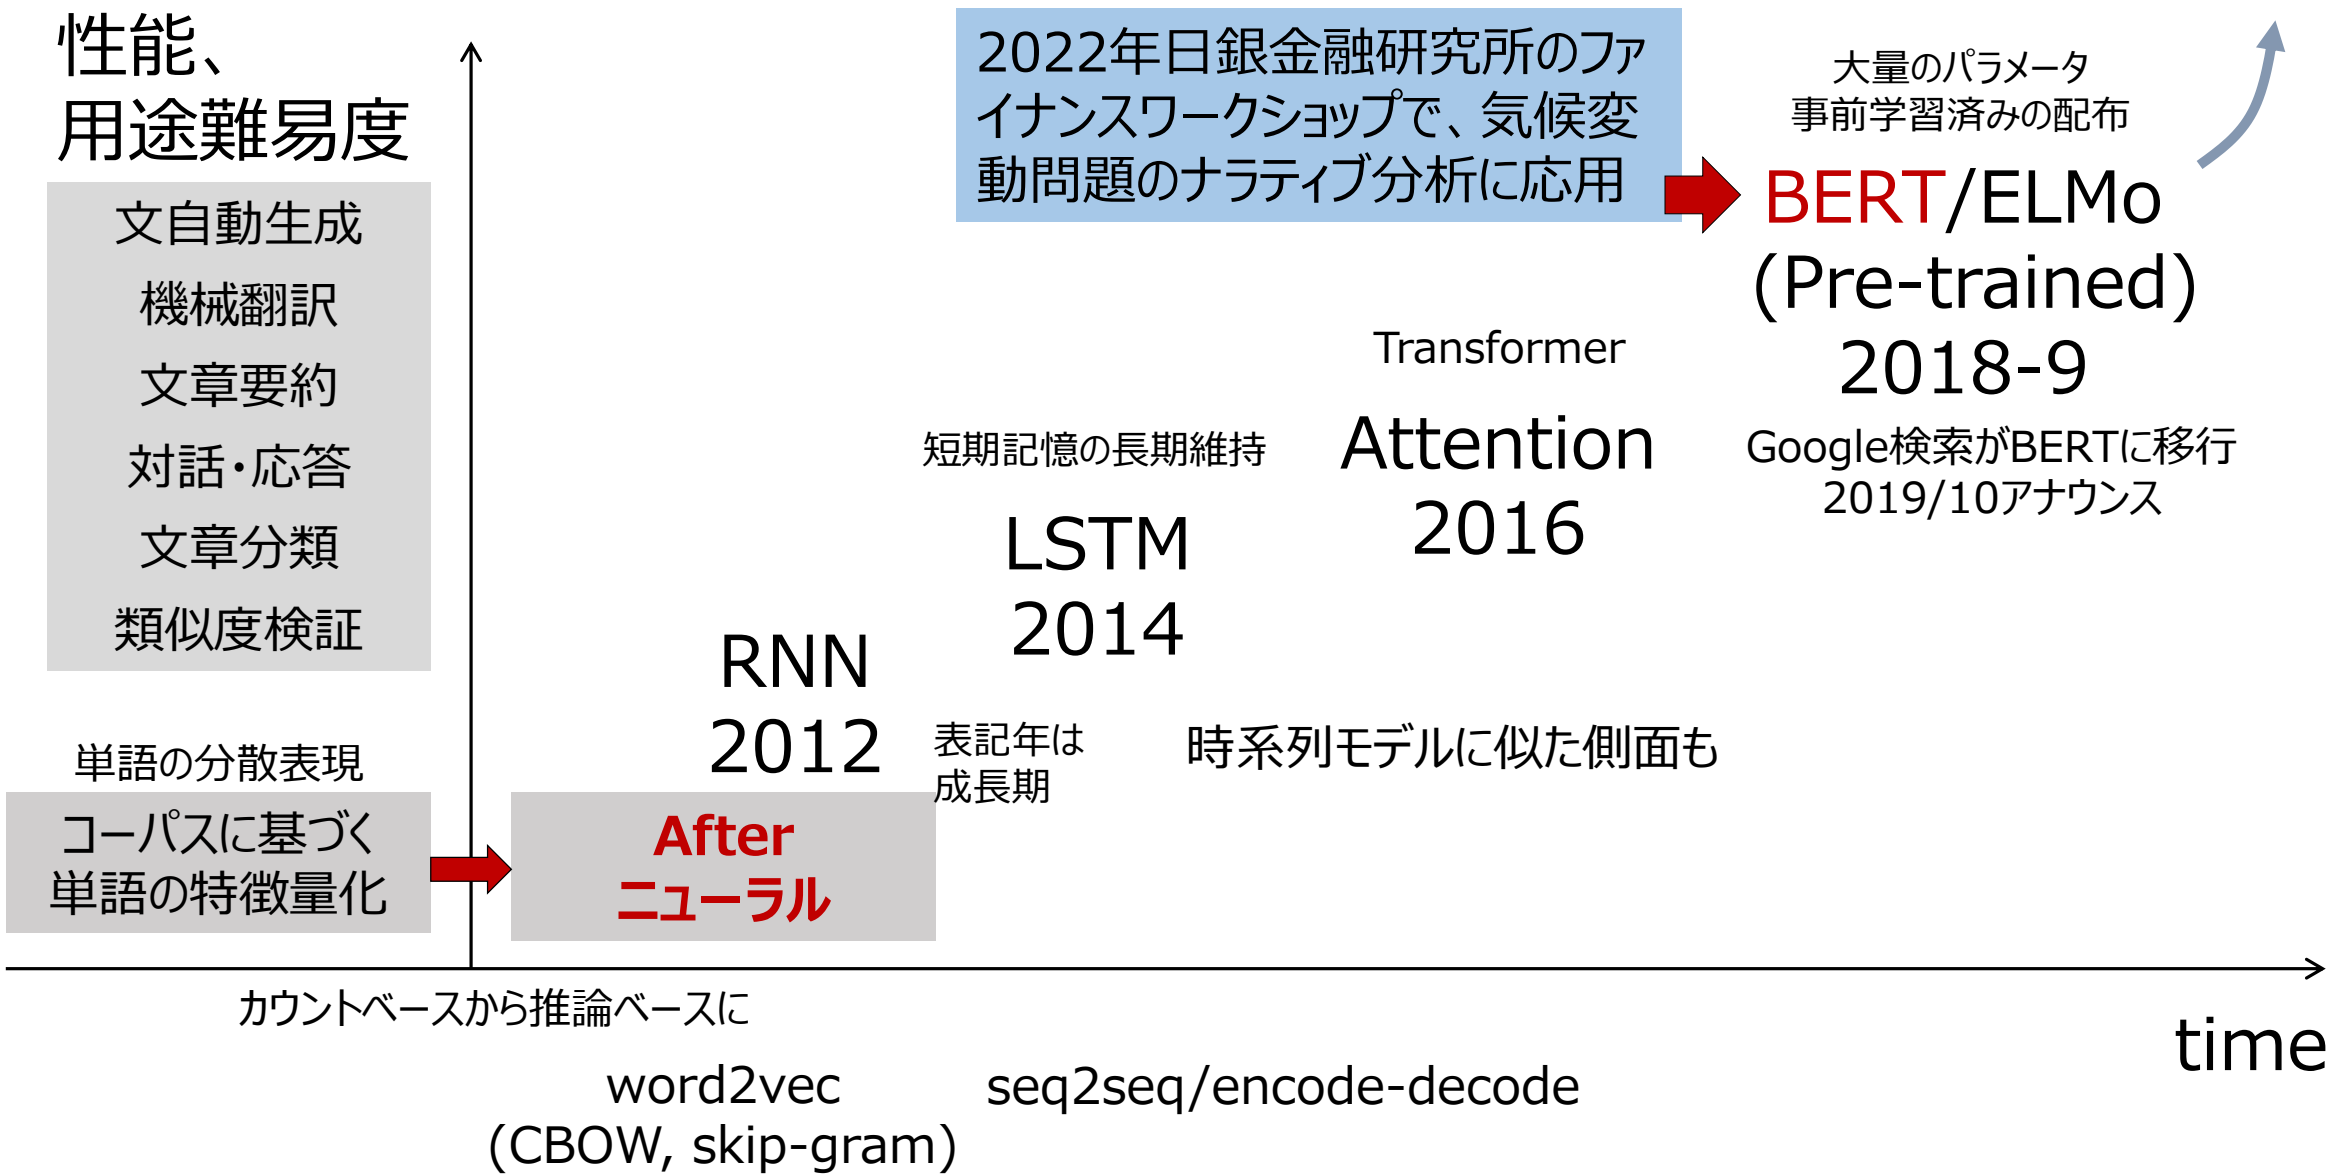 性能、
用途難易度
文自動生成
機械翻訳
文章要約
対話・応答
文章分類
類似度検証
単語の分散表現
コーパスに基づく
単語の特徴量化
After
ニューラル
RNN
2012
表記年は
成長期
短期記憶の長期維持
LSTM
2014
時系列モデルに似た側面も
Transformer
Attention
2016
2022年日銀金融研究所のファ
イナンスワークショップで、気候変
動問題のナラティブ分析に応用
大量のパラメータ
事前学習済みの配布
BERT/ELMo
(Pre-trained)
2018-9
Google検索がBERTに移行
2019/10アナウンス
カウントベースから推論ベースに
time
word2vec
(CBOW, skip-gram)
seq2seq/encode-decode